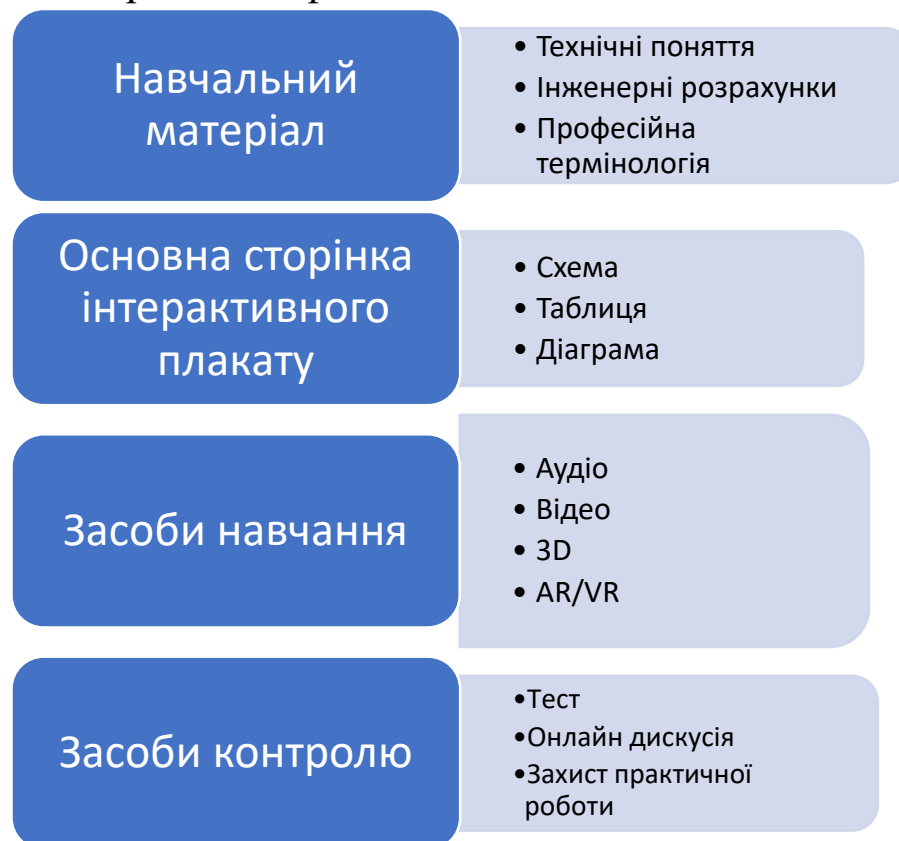 Навчальний
матеріал
• Технічні поняття
• Інженерні розрахунки
• Професійна
термінологія
Основна сторінка
інтерактивного
плакату
• Схема
• Таблиця
• Діаграма
Засоби навчання
• Аудіо
• Відео
• 3D
• AR/VR
Засоби контролю
•Тест
•Онлайн дискусія
•Захист практичної
роботи